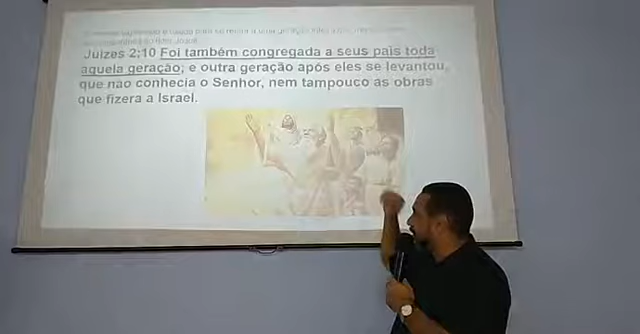 Juízes 2:10 Foi também congregada a seus pais toda
aquela geração; e outra geração após eles se levantou,
que não conhecia o Senhor, nem tampouco as obras
que fizera a Israel.